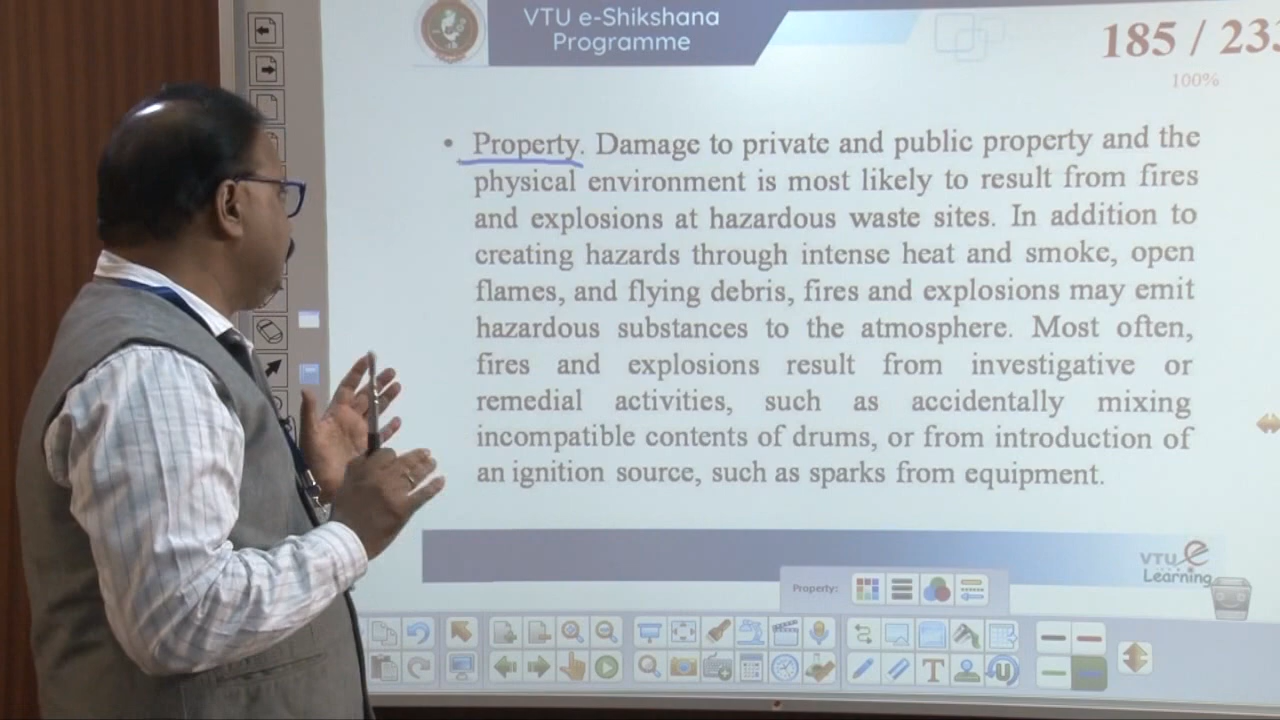 VTU e-Shikshana
Programme
185 / 233
100%
• Property. Damage to private and public property and the
physical environment is most likely to result from fires
and explosions at hazardous waste sites. In addition to
creating hazards through intense heat and smoke, open
flames, and flying debris, fires and explosions may emit
hazardous substances to the atmosphere. Most often,
fires and explosions result from investigative or
remedial activities, such as accidentally mixing
incompatible contents of drums, or from introduction of
an ignition source, such as sparks from equipment.
VTU e
Learning
Property:
T
U